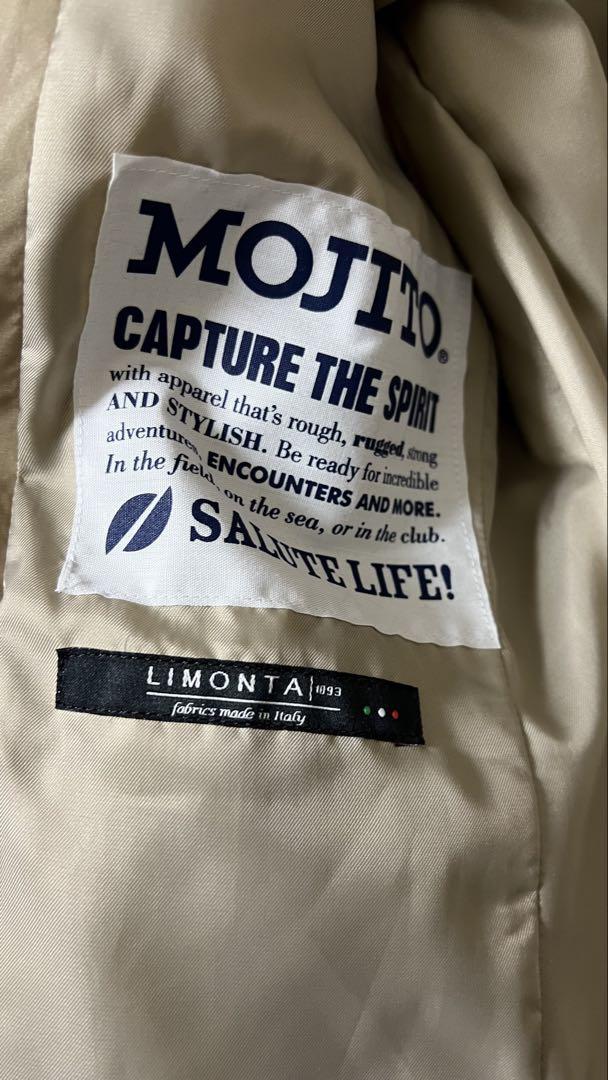 MOJITO®
CAPTURE THE SPIRIT
with apparel that's rough, rugged, strong
AND STYLISH. Be ready for incredible
adventures, ENCOUNTERS AND MORE.
In the field, on the sea, or in the club.
SALUTE LIFE!
LIMONTA 1893
fabrics made in Italy